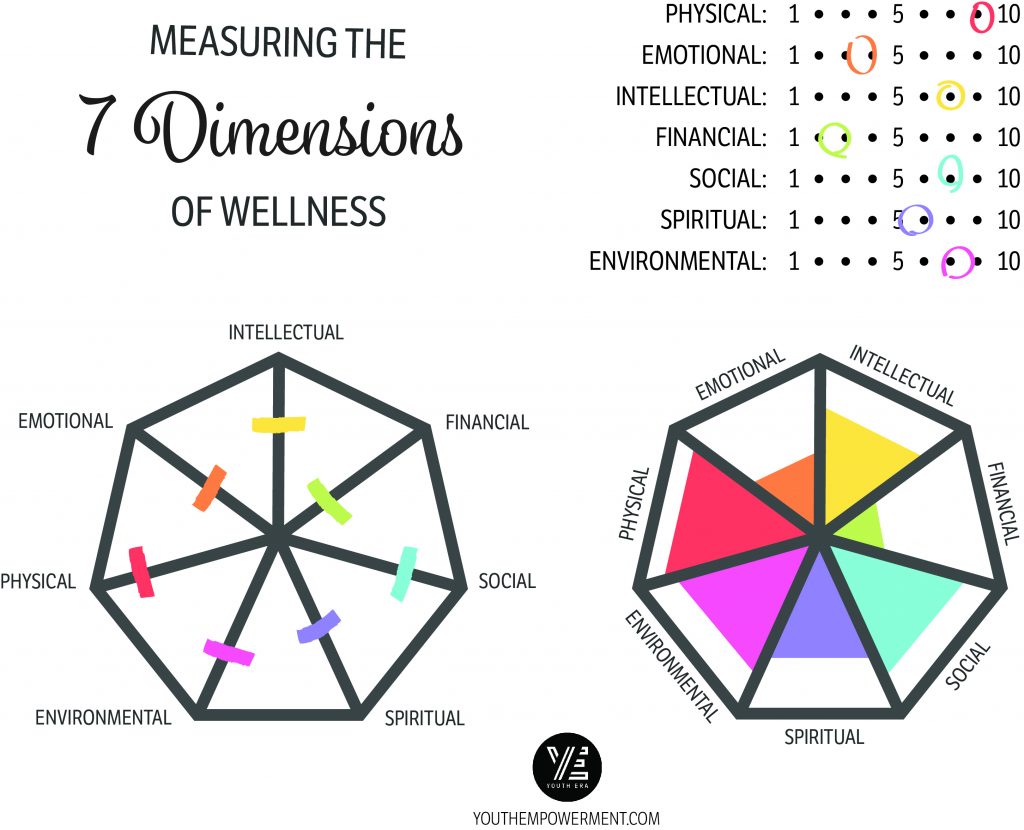 MEASURING THE
7 Dimensions
OF WELLNESS
PHYSICAL: 1 • • • 5 • • • 10
EMOTIONAL: 1 • • • 5 • • • 10
INTELLECTUAL: 1 • • • 5 • • • 10
FINANCIAL: 1 • • • 5 • • • 10
SOCIAL: 1 • • • 5 • • • 10
SPIRITUAL: 1 • • • 5 • • • 10
ENVIRONMENTAL: 1 • • • 5 • • • 10
INTELLECTUAL
EMOTIONAL
FINANCIAL
PHYSICAL
SOCIAL
ENVIRONMENTAL
SPIRITUAL
EMOTIONAL
INTELLECTUAL
PHYSICAL
FINANCIAL
ENVIRONMENTAL
SOCIAL
SPIRITUAL
YE
YOUTH ERA
YOUTHEMPOWERMENT.COM